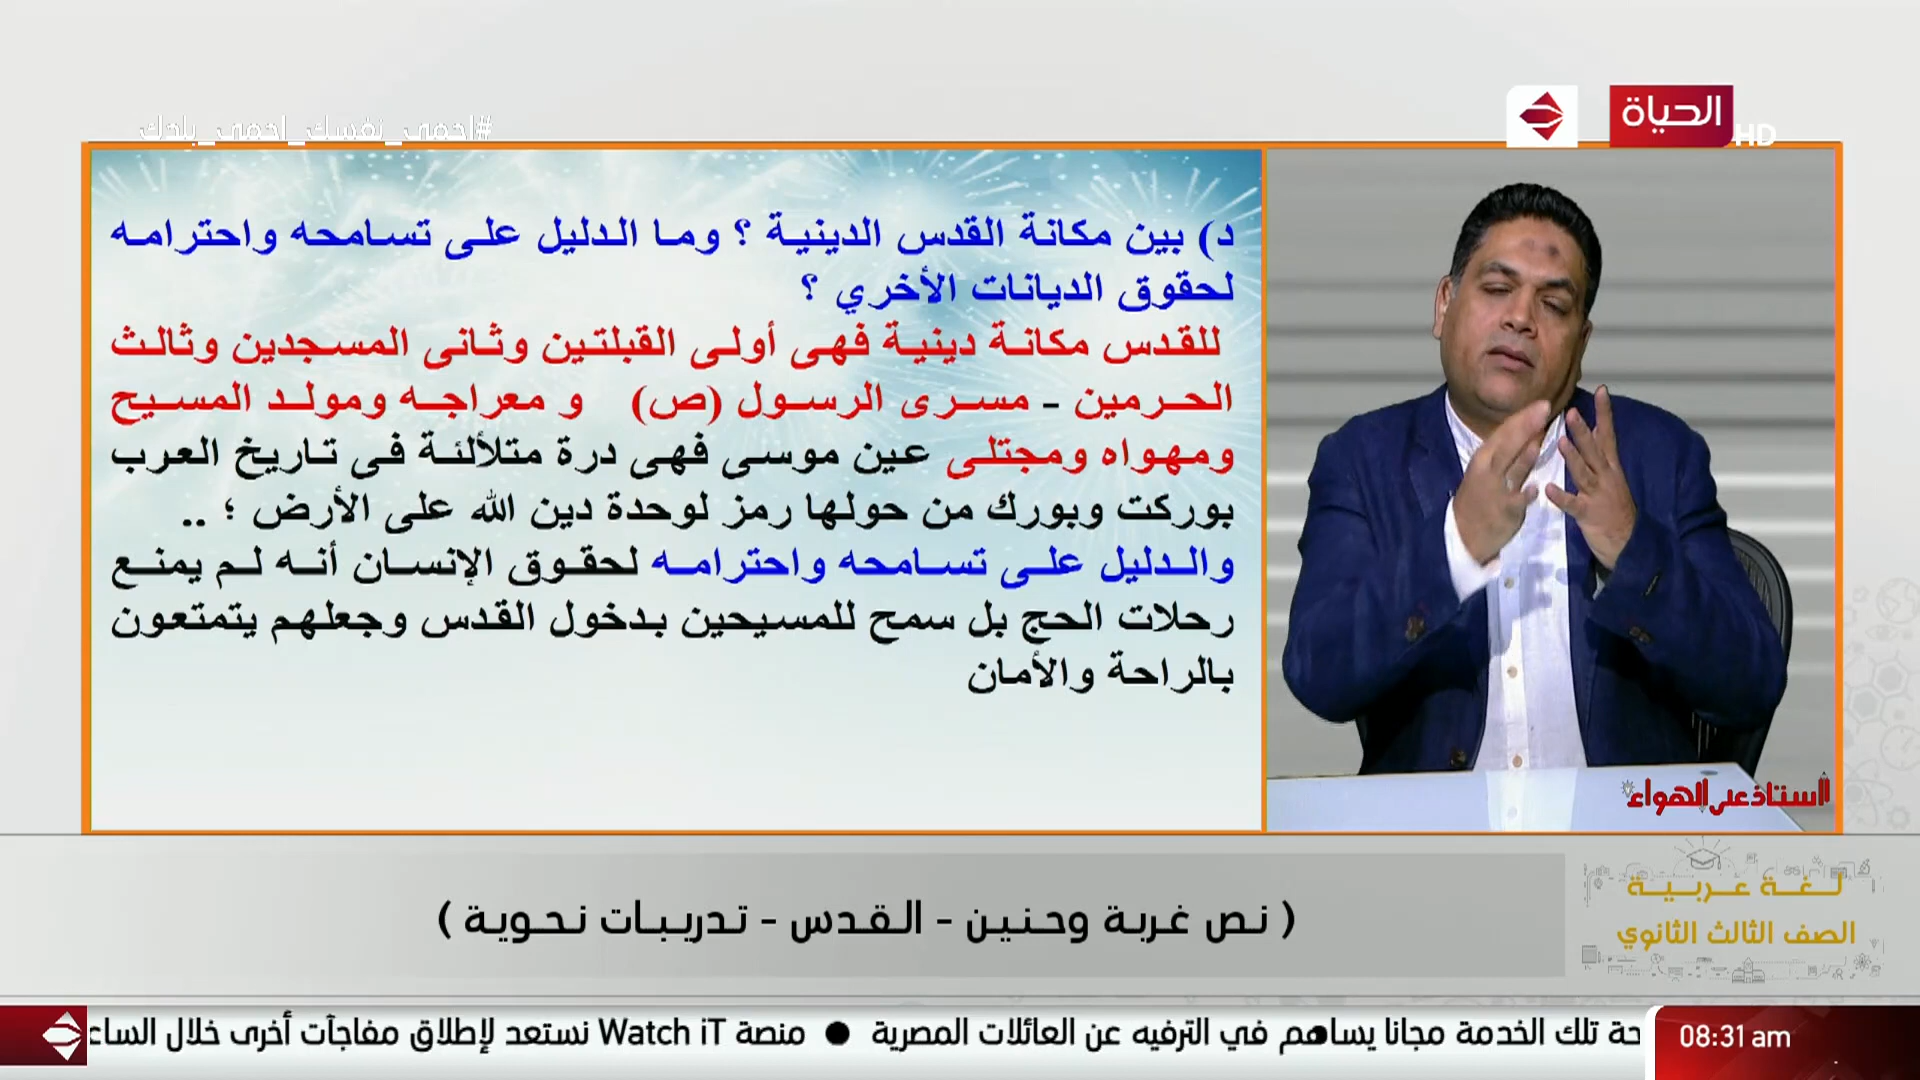 #احمي_نفسك_احمي_بلدك
الحياة
HD
د) بين مكانة القدس الدينية ؟ وما الدليل على تسامحه واحترامه
لحقوق الديانات الأخري ؟
للقدس مكانة دينية فهى أولى القبلتين وثانى المسجدين وثالث
الحرمين - مسرى الرسول (ص) و معراجه ومولد المسيح
ومهواه ومجتلى عين موسى فهى درة متلألئة فى تاريخ العرب
بوركت وبورك من حولها رمز لوحدة دين الله على الأرض ؛ ..
والدليل على تسامحه واحترامه لحقوق الإنسان أنه لم يمنع
رحلات الحج بل سمح للمسيحين بدخول القدس وجعلهم يتمتعون
بالراحة والأمان
أستاذ على الهواء
لغة عربية
الصف الثالث الثانوي
( نص غربة وحنين - القدس - تدريبات نحوية )
حة تلك الخدمة مجانا يساهم في الترفيه عن العائلات المصرية ● منصة Watch iT نستعد لإطلاق مفاجآت أخرى خلال الساع
08:31 am